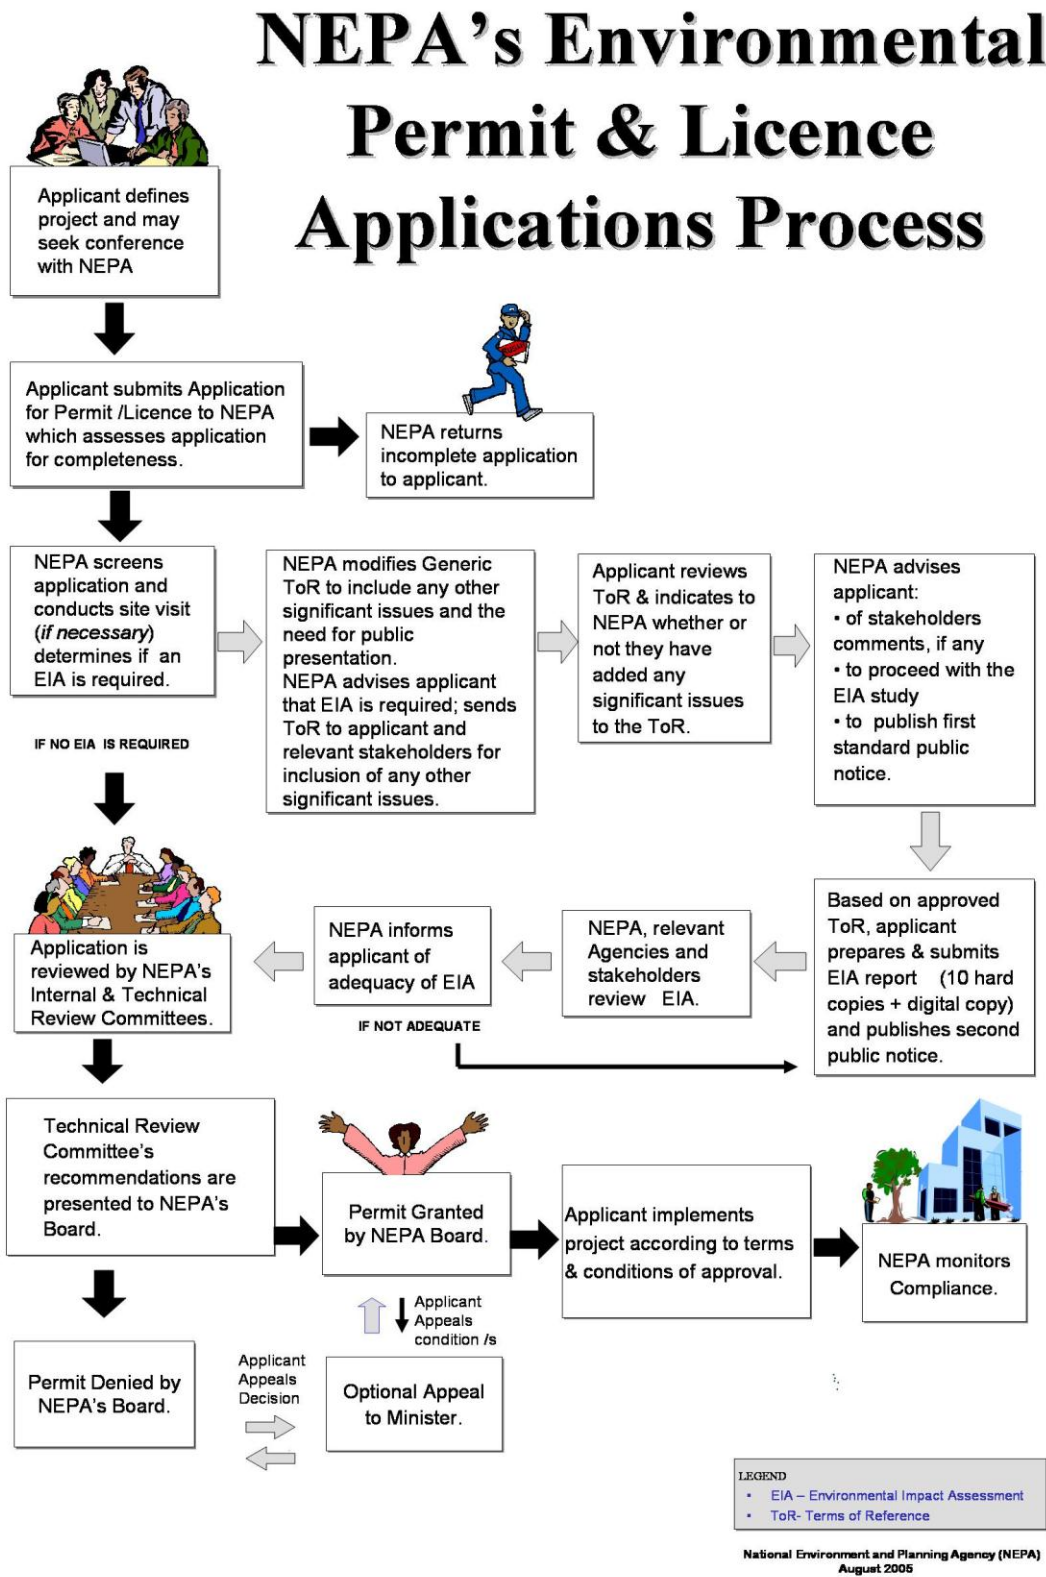 NEPA's Environmental
Permit & Licence
Applications Process
Applicant defines
project and may
seek conference
with NEPA
Applicant submits Application
for Permit /Licence to NEPA
which assesses application
for completeness.
NEPA returns
incomplete application
to applicant.
NEPA screens
application and
conducts site visit
(if necessary)
determines if an
EIA is required.
NEPA modifies Generic
ToR to include any other
significant issues and the
need for public
presentation.
NEPA advises applicant
that EIA is required; sends
ToR to applicant and
relevant stakeholders for
inclusion of any other
significant issues.
Applicant reviews
ToR & indicates to
NEPA whether or
not they have
added any
significant issues
to the ToR.
NEPA advises
applicant:
• of stakeholders
comments, if any
• to proceed with the
EIA study
• to publish first
standard public
notice.
IF NO EIA IS REQUIRED
Application is
reviewed by NEPA's
Internal & Technical
Review Committees.
NEPA informs
applicant of
adequacy of EIA
IF NOT ADEQUATE
NEPA, relevant
Agencies and
stakeholders
review EIA.
Based on approved
ToR, applicant
prepares & submits
EIA report (10 hard
copies + digital copy)
and publishes second
public notice.
Technical Review
Committee's
recommendations are
presented to NEPA's
Board.
Permit Granted
by NEPA Board.
Applicant implements
project according to terms
& conditions of approval.
NEPA monitors
Compliance.
Applicant
Appeals
condition /s
Permit Denied by
NEPA's Board.
Applicant
Appeals
Decision
Optional Appeal
to Minister.
LEGEND
• EIA – Environmental Impact Assessment
• ToR- Terms of Reference
National Environment and Planning Agency (NEPA)
August 2005